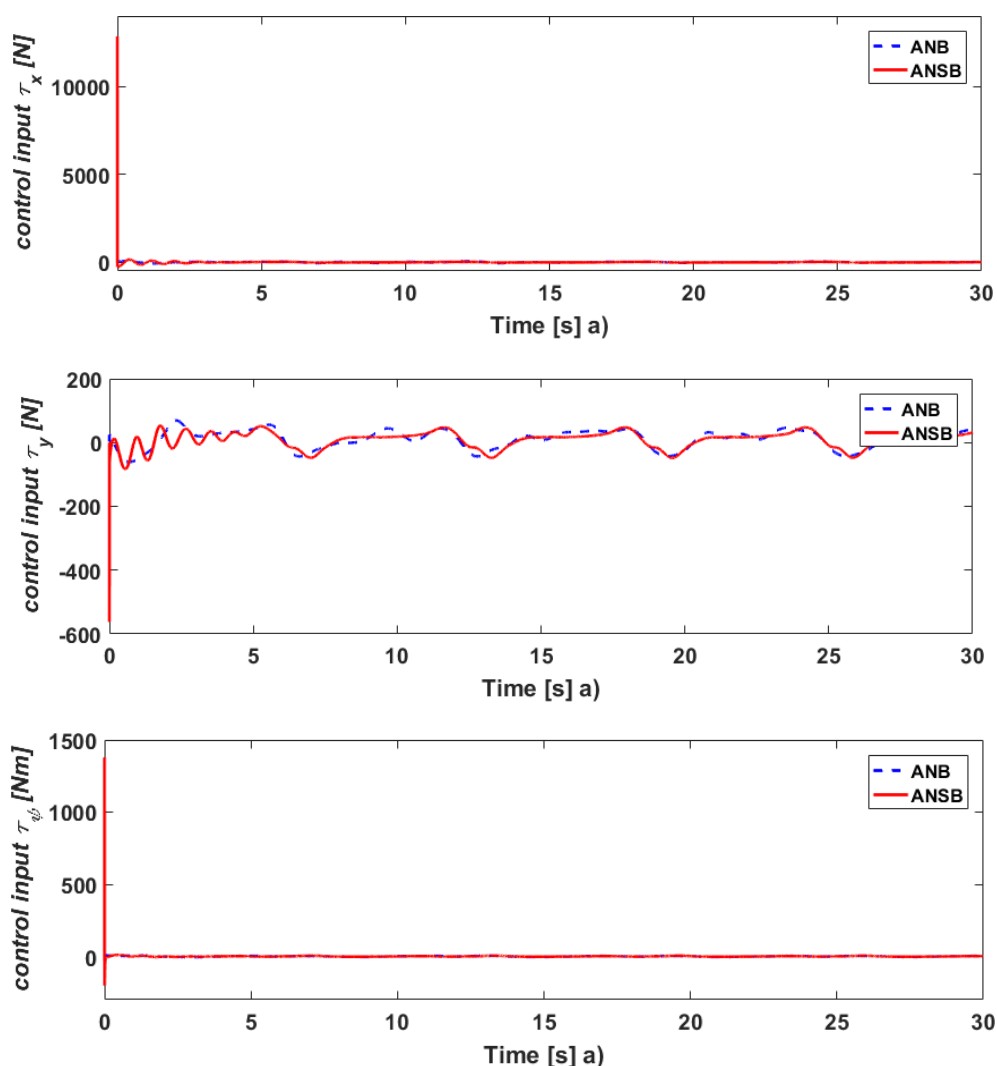 control input τx [N]
10000
5000
0
ANB
ANSB
0 5 10 15 20 25 30
Time [s] a)
control input τy [N]
200
0
-200
-400
-600
ANB
ANSB
0 5 10 15 20 25 30
Time [s] a)
control input τψ [Nm]
1500
1000
500
0
ANB
ANSB
0 5 10 15 20 25 30
Time [s] a)